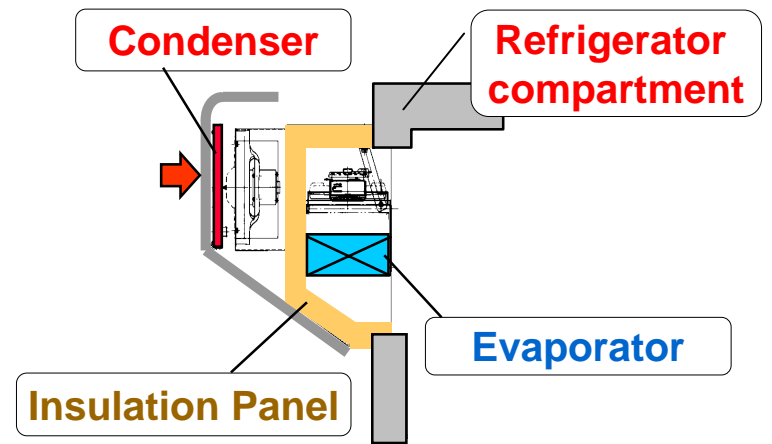 Condenser
Refrigerator
compartment
Evaporator
Insulation Panel